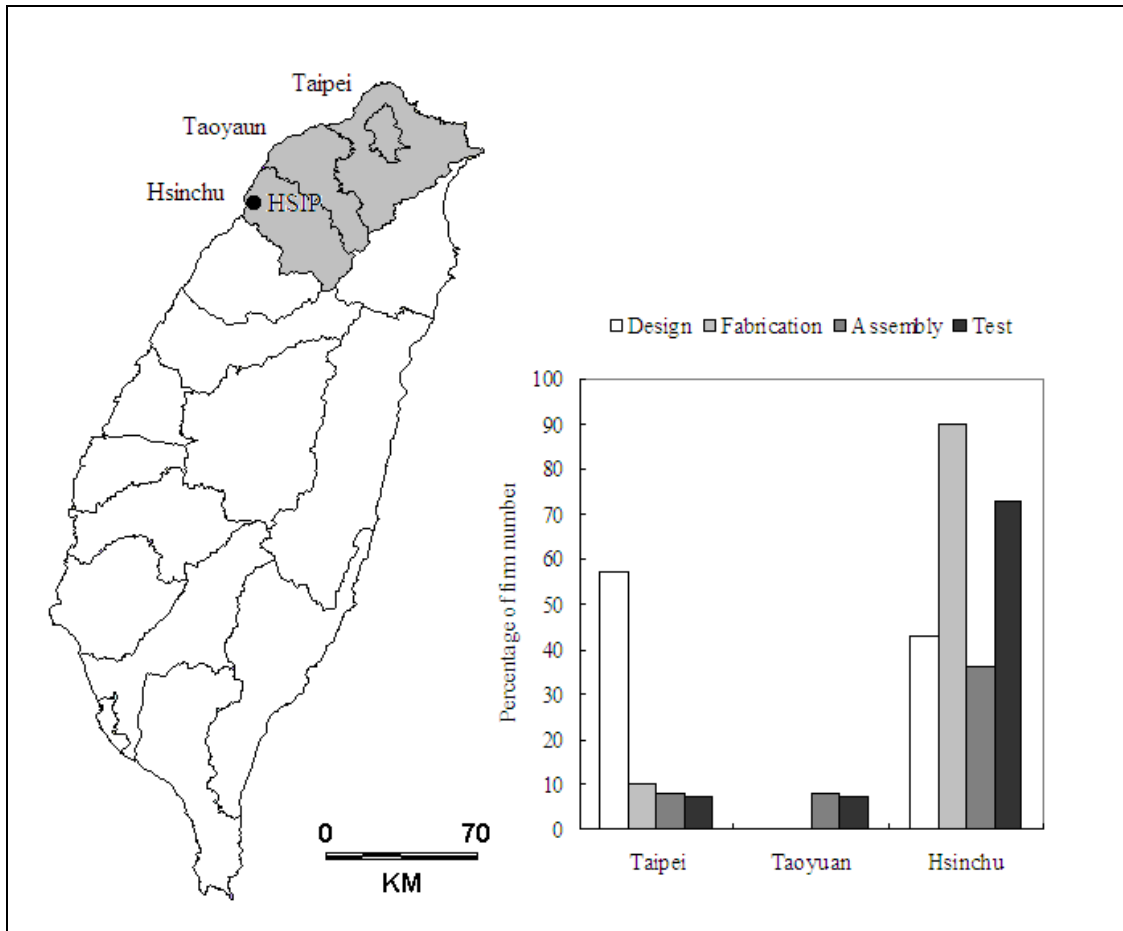 Taipei
Taoyaun
Hsinchu
HSIP
0 70
KM
Design Fabrication Assembly Test
Percentage of firm number
100
90
80
70
60
50
40
30
20
10
0
Taipei Taoyuan Hsinchu